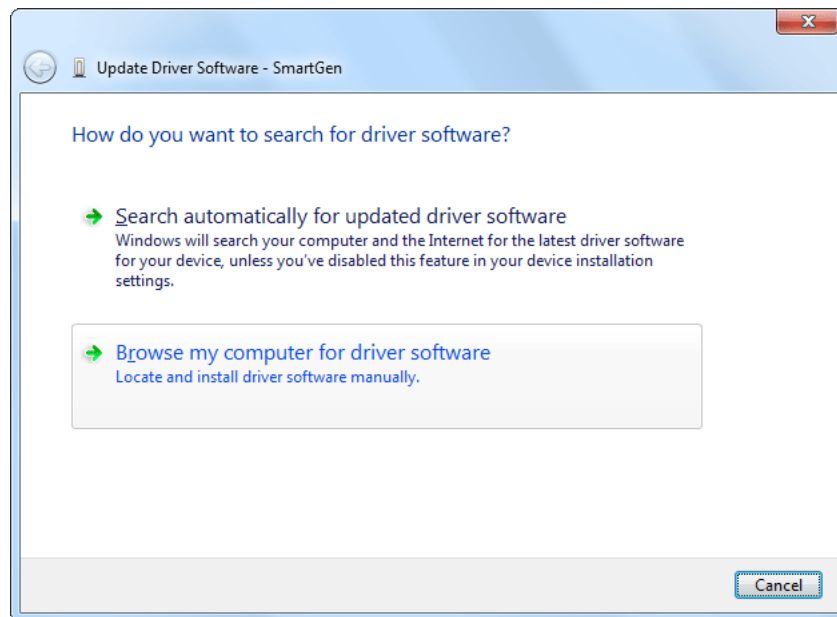 Update Driver Software - SmartGen
How do you want to search for driver software?
Search automatically for updated driver software
Windows will search your computer and the Internet for the latest driver software
for your device, unless you've disabled this feature in your device installation
settings.
Browse my computer for driver software
Locate and install driver software manually.
Cancel